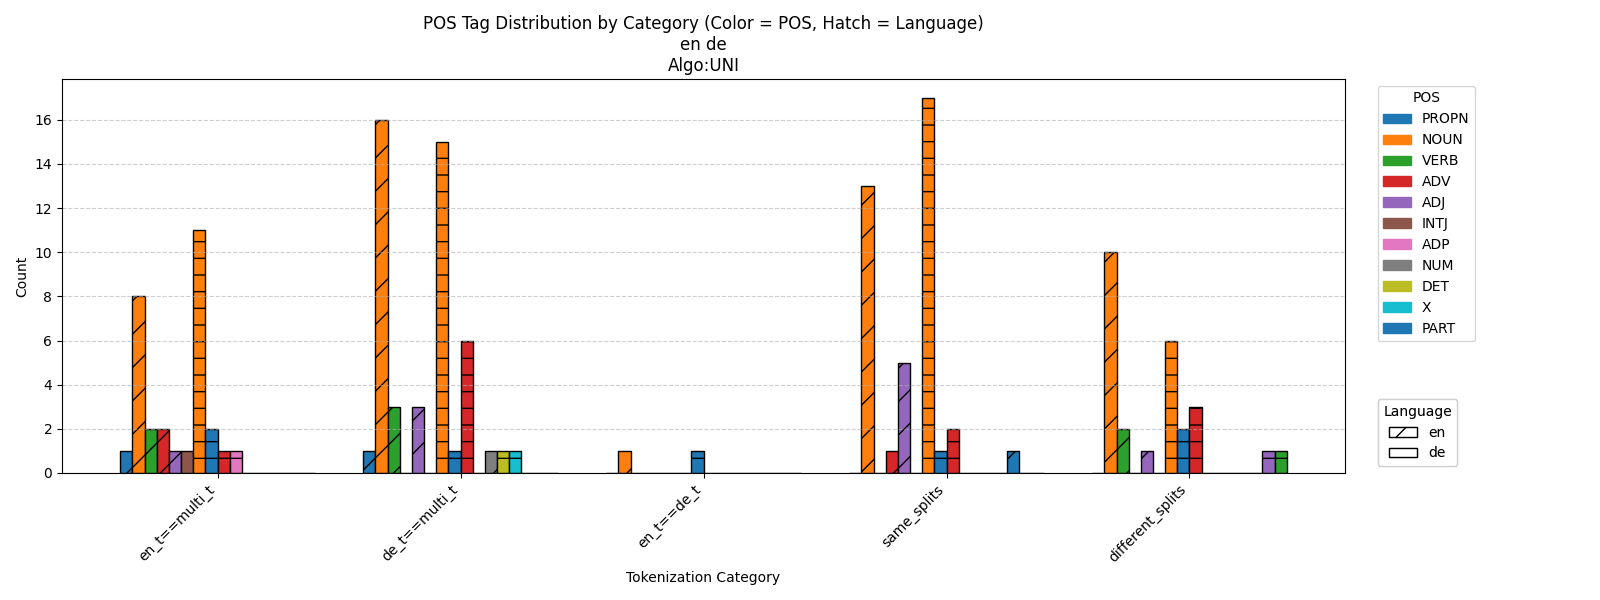 POS Tag Distribution by Category (Color = POS, Hatch = Language)
en de
Algo:UNI
Count
16
14
12
10
8
6
4
2
0
en_t==multi_t
de_t==multi_t
en_t==de_t
same_splits
different_splits
Tokenization Category
POS
PROPN
NOUN
VERB
ADV
ADJ
INTJ
ADP
NUM
DET
X
PART
Language
en
de